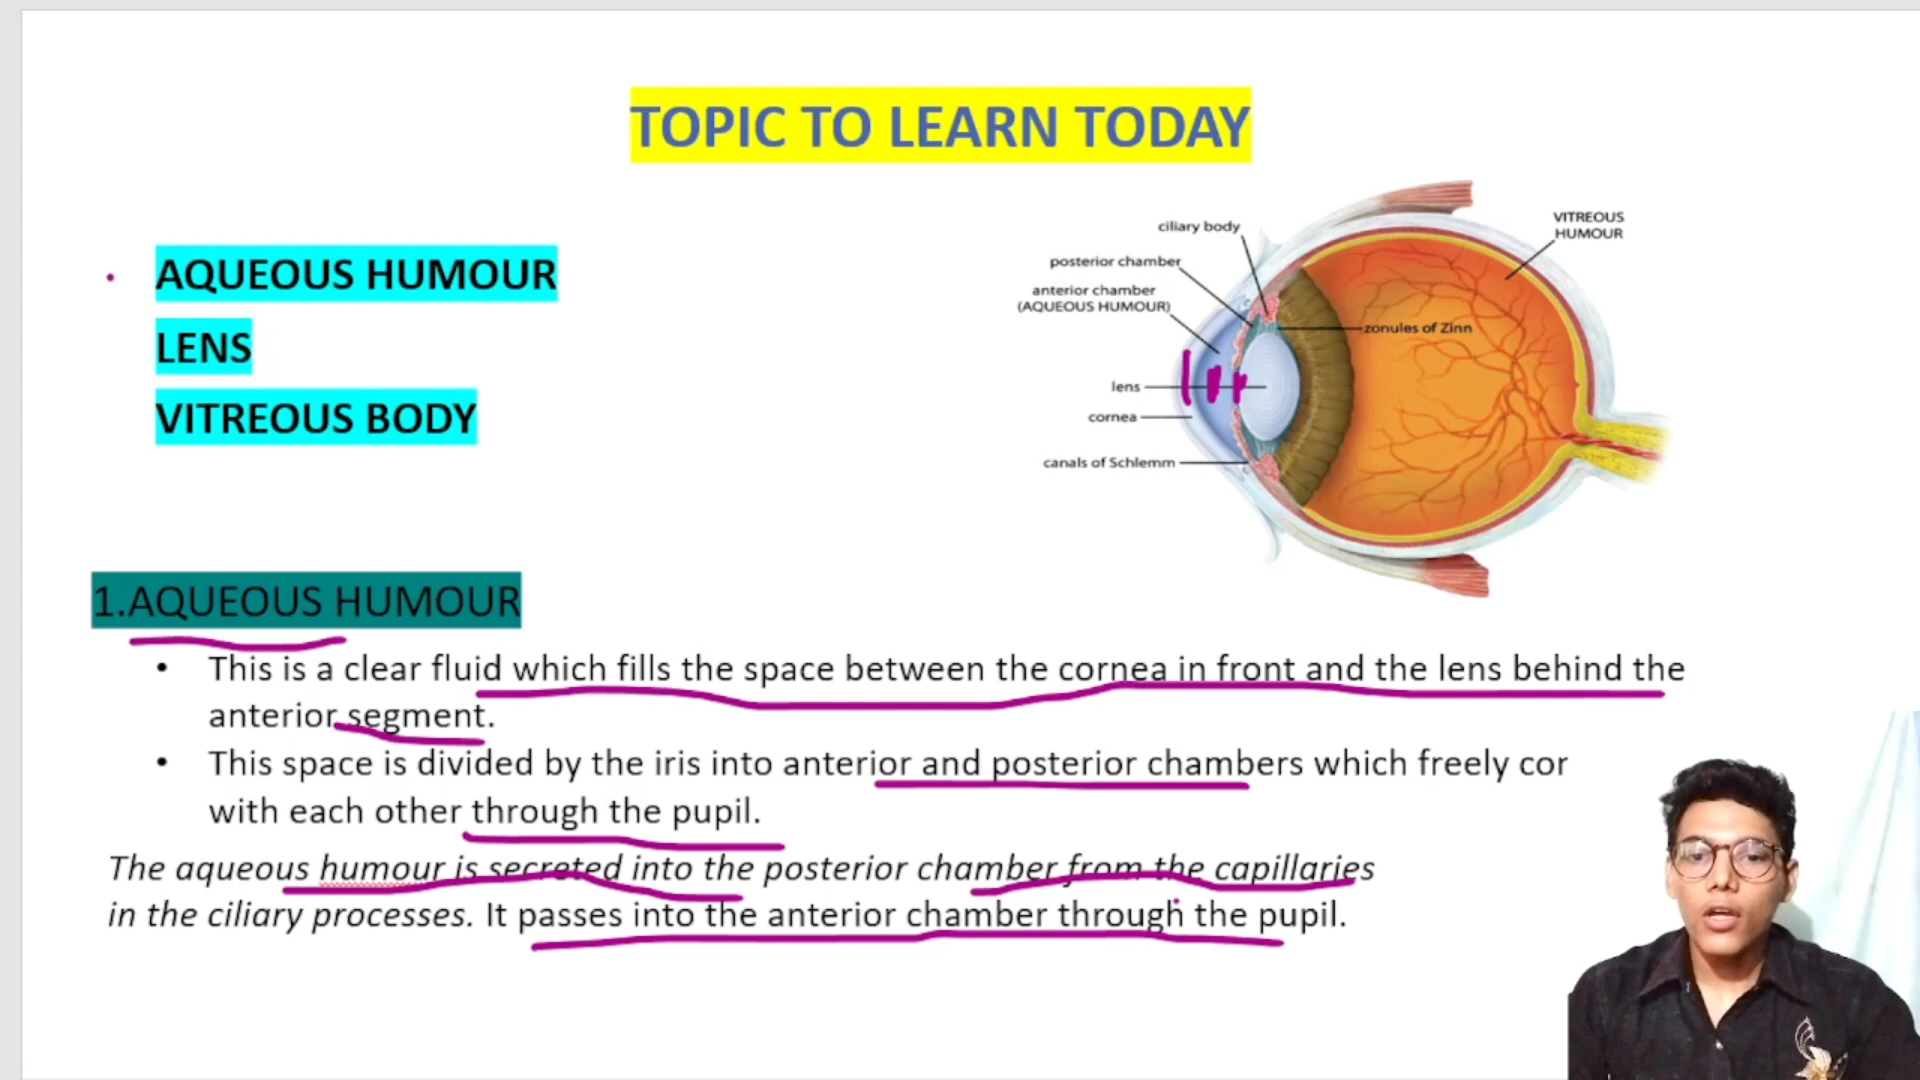 TOPIC TO LEARN TODAY
AQUEOUS HUMOUR
LENS
VITREOUS BODY
ciliary body
posterior chamber
anterior chamber
(AQUEOUS HUMOUR)
lens
cornea
canals of Schlemm
VITREOUS
HUMOUR
zonules of Zinn
1.AQUEOUS HUMOUR
• This is a clear fluid which fills the space between the cornea in front and the lens behind the
anterior segment.
• This space is divided by the iris into anterior and posterior chambers which freely cor
with each other through the pupil.
The aqueous humour is secreted into the posterior chamber from the capillaries
in the ciliary processes. It passes into the anterior chamber through the pupil.